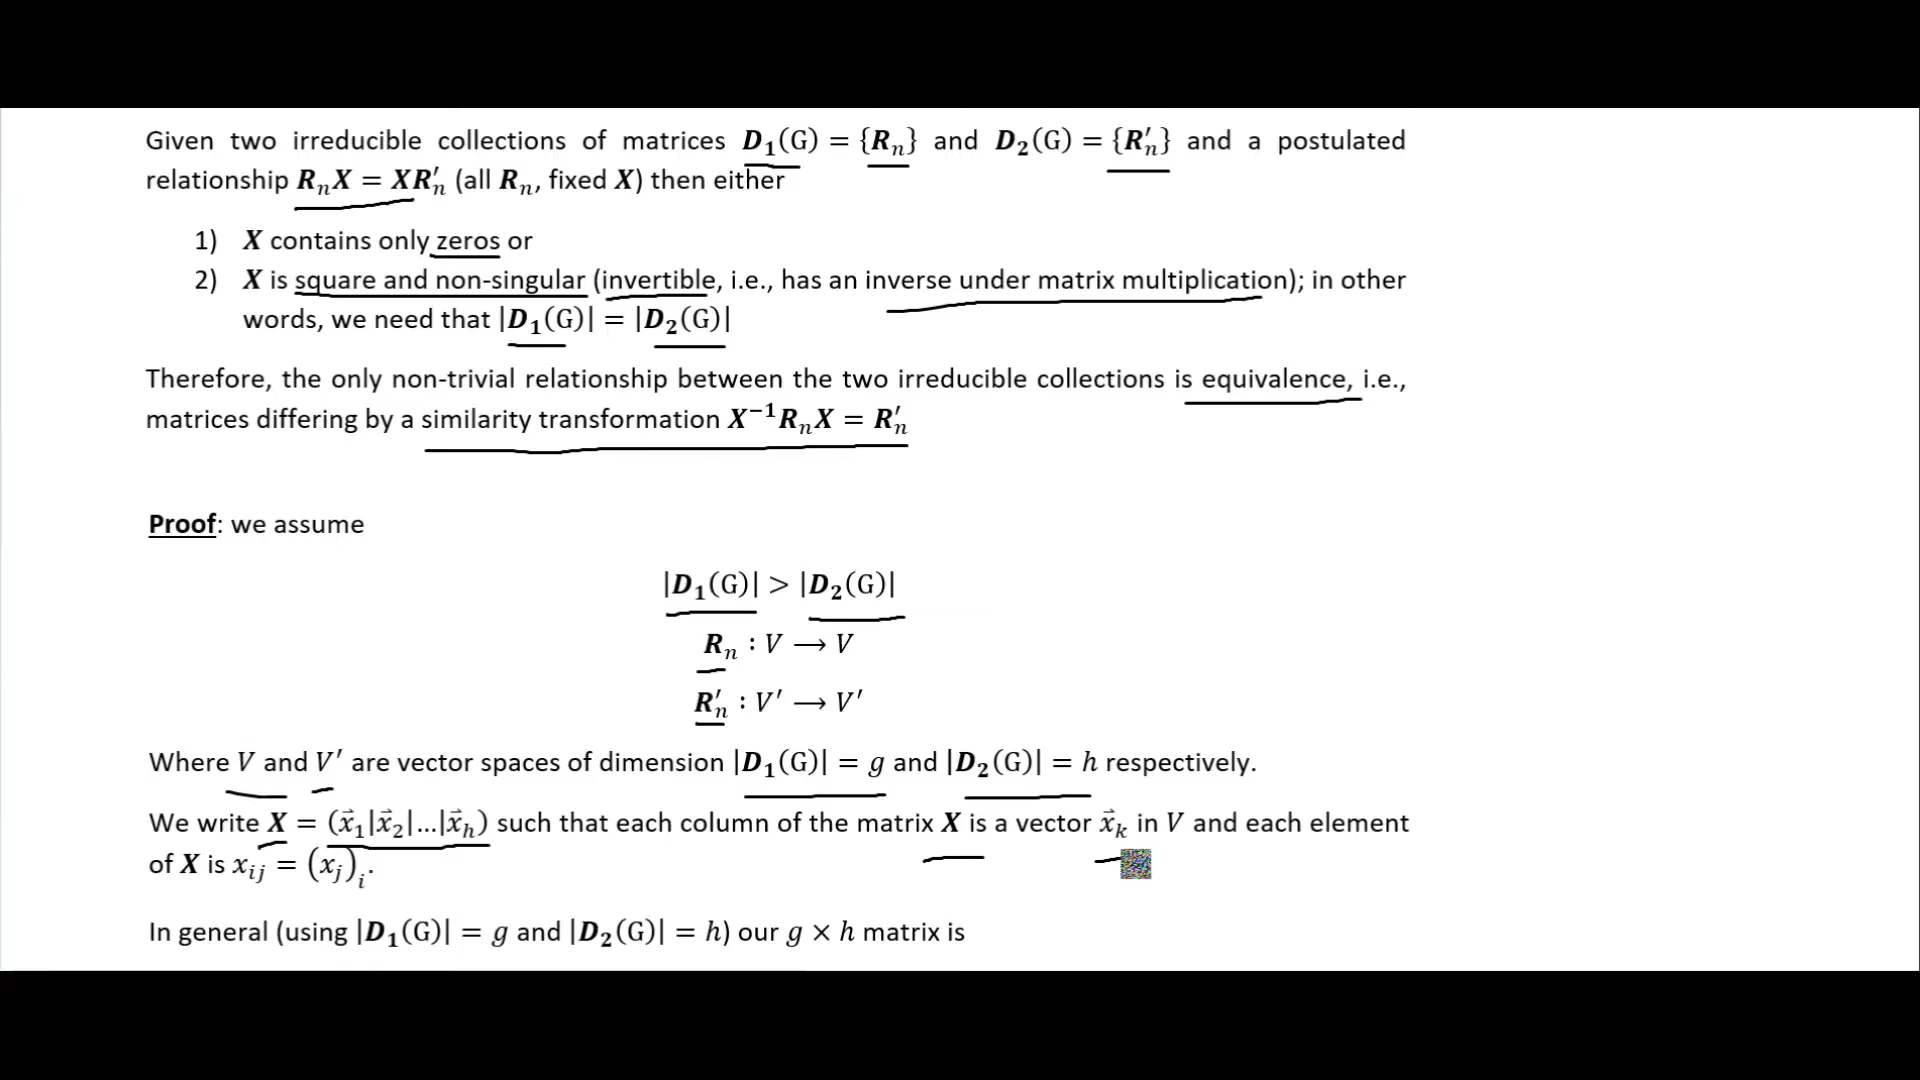 Given two irreducible collections of matrices D₁(G) = {Rₙ} and D₂(G) = {R′ₙ} and a postulated
relationship RₙX = XR′ₙ (all Rₙ, fixed X) then either
1) X contains only zeros or
2) X is square and non-singular (invertible, i.e., has an inverse under matrix multiplication); in other
words, we need that |D₁(G)| = |D₂(G)|
Therefore, the only non-trivial relationship between the two irreducible collections is equivalence, i.e.,
matrices differing by a similarity transformation X⁻¹RₙX = R′ₙ
Proof: we assume
|D₁(G)| > |D₂(G)|
Rₙ : V ⟶ V
R′ₙ : V′ ⟶ V′
Where V and V′ are vector spaces of dimension |D₁(G)| = g and |D₂(G)| = h respectively.
We write X = (x⃗₁|x⃗₂|...|x⃗ₕ) such that each column of the matrix X is a vector x⃗ₖ in V and each element
of X is xᵢⱼ = (xⱼ)ᵢ.
In general (using |D₁(G)| = g and |D₂(G)| = h) our g × h matrix is